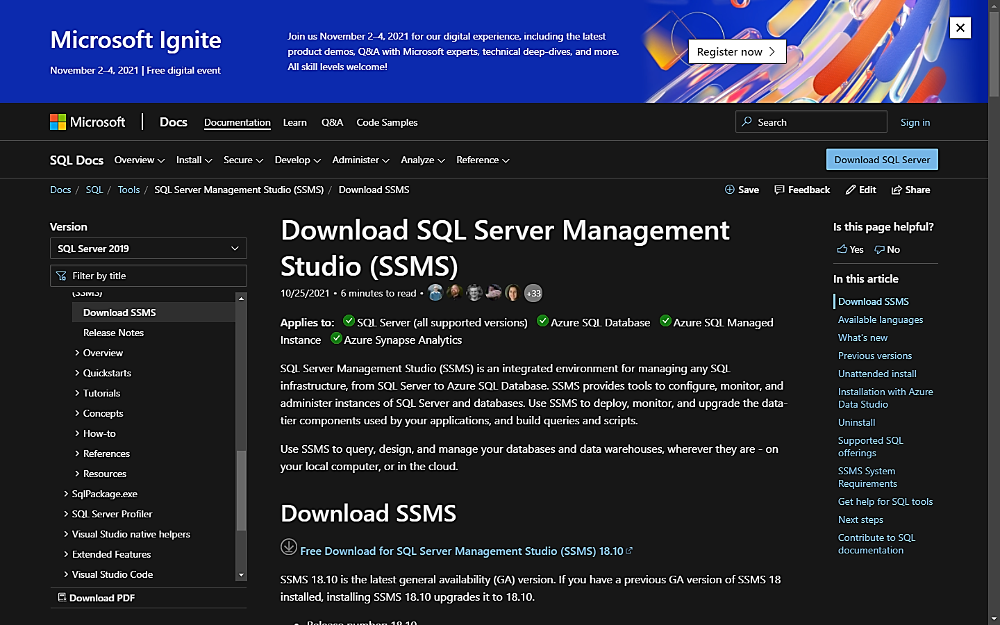 Microsoft Ignite
November 2–4, 2021 | Free digital event
Join us November 2–4, 2021 for our digital experience, including the latest
product demos, Q&A with Microsoft experts, technical deep-dives, and more.
All skill levels welcome!
Register now
Microsoft
Docs
Documentation
Learn
Q&A
Code Samples
Search
Sign in
SQL Docs
Overview
Install
Secure
Develop
Administer
Analyze
Reference
Download SQL Server
Docs / SQL / Tools / SQL Server Management Studio (SSMS) / Download SSMS
Save
Feedback
Edit
Share
Version
SQL Server 2019
Filter by title
(SSMS)
Download SSMS
Release Notes
Overview
Quickstarts
Tutorials
Concepts
How-to
References
Resources
SqlPackage.exe
SQL Server Profiler
Visual Studio native helpers
Extended Features
Visual Studio Code
Download PDF
Download SQL Server Management
Studio (SSMS)
10/25/2021 • 6 minutes to read • +33
Applies to: SQL Server (all supported versions) Azure SQL Database Azure SQL Managed
Instance Azure Synapse Analytics
SQL Server Management Studio (SSMS) is an integrated environment for managing any SQL
infrastructure, from SQL Server to Azure SQL Database. SSMS provides tools to configure, monitor, and
administer instances of SQL Server and databases. Use SSMS to deploy, monitor, and upgrade the data-
tier components used by your applications, and build queries and scripts.
Use SSMS to query, design, and manage your databases and data warehouses, wherever they are - on
your local computer, or in the cloud.
Download SSMS
Free Download for SQL Server Management Studio (SSMS) 18.10
SSMS 18.10 is the latest general availability (GA) version. If you have a previous GA version of SSMS 18
installed, installing SSMS 18.10 upgrades it to 18.10.
• Release number: 18.10
Is this page helpful?
Yes
No
In this article
Download SSMS
Available languages
What's new
Previous versions
Unattended install
Installation with Azure
Data Studio
Uninstall
Supported SQL
offerings
SSMS System
Requirements
Get help for SQL tools
Next steps
Contribute to SQL
documentation